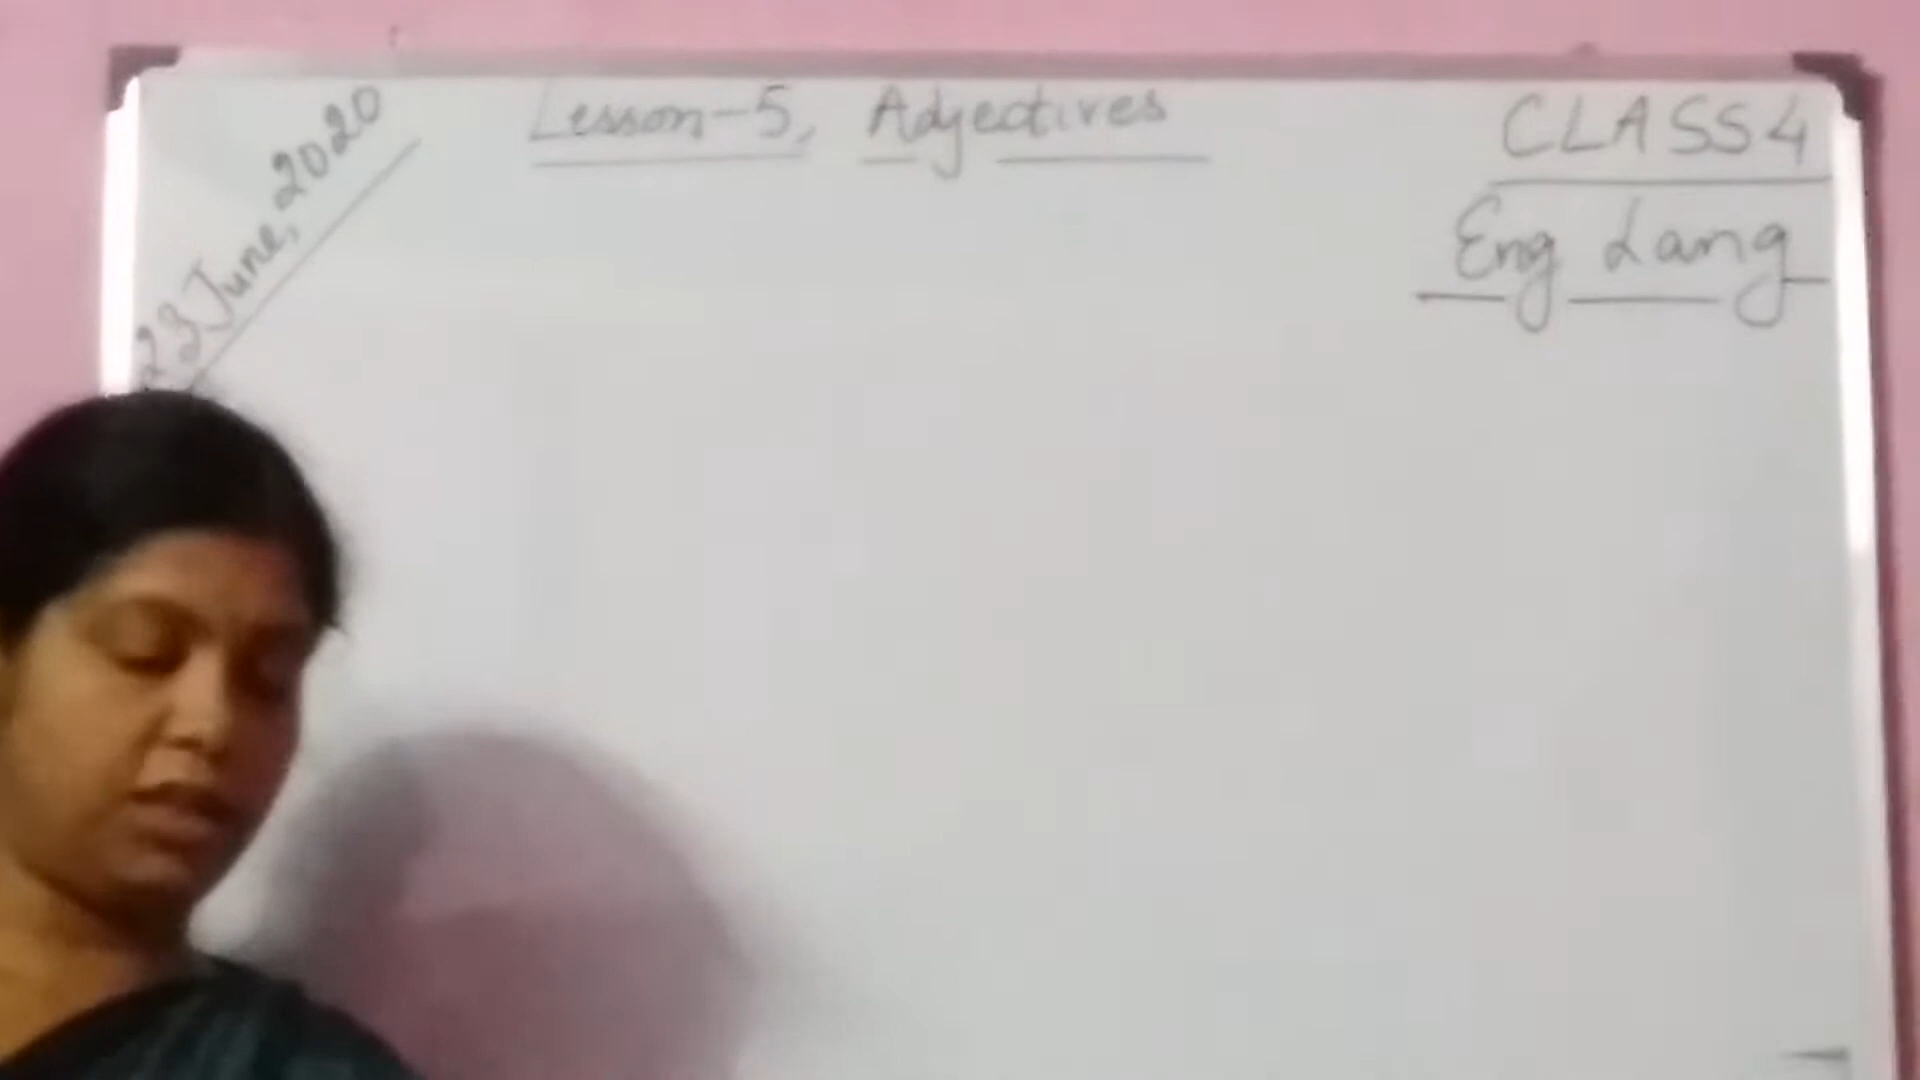 23 June, 2020
Lesson-5, Adjectives
CLASS 4
Eng Lang